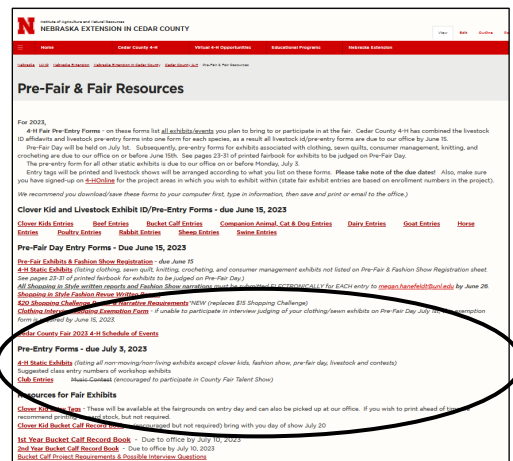 N Institute of Agriculture and Natural Resources
NEBRASKA EXTENSION IN CEDAR COUNTY
View Edit Outline
Home Cedar County 4-H Virtual 4-H Opportunities Educational Programs Nebraska Extension
Nebraska IANR Nebraska Extension Nebraska Extension in Cedar County Cedar County 4-H Pre-Fair & Fair Resources
Pre-Fair & Fair Resources
For 2023,
4-H Fair Pre-Entry Forms - on these forms list all exhibits/events you plan to bring or to participate in at the fair. Cedar County 4-H has combined the livestock
ID affidavits and livestock pre-entry forms into one form for each species, as a result all livestock id/pre-entry forms are due to our office by June 15.
Pre-Fair Day will be held on July 1st. Subsequently, pre-entry forms for exhibits associated with clothing, sewn quilts, consumer management, knitting, and
crocheting are due to our office on or before June 15th. See pages 23-31 of printed fairbook for exhibits to be judged on Pre-Fair Day.
The pre-entry form for all other static exhibits is due to our office on or before Monday, July 3.
Entry tags will be printed and livestock shows will be arranged according to what you list on these forms. Please take note of the due dates! Also, make sure
you have signed-up on 4-HOnline for the project areas in which you wish to exhibit within (state fair exhibit entries are based on enrollment numbers in the project).
We recommend you download/save these forms to your computer first, type in information, then save and print or email to the office.)
Clover Kid and Livestock Exhibit ID/Pre-Entry Forms - due June 15, 2023
Clover Kids Entries Beef Entries Bucket Calf Entries Companion Animal, Cat & Dog Entries Dairy Entries Goat Entries Horse
Entries Poultry Entries Rabbit Entries Sheep Entries Swine Entries
Pre-Fair Day Entry Forms - Due June 15, 2023
Pre-Fair Exhibits & Fashion Show Registration - due June 15
4-H Static Exhibits (listing clothing, sewn quilt, knitting, crocheting, and consumer management exhibits not listed on Pre-Fair & Fashion Show Registration sheet.
See pages 23-31 of printed fairbook for exhibits to be judged on Pre-Fair Day.)
All Shopping in Style written reports and Fashion Show narrations must be submitted ELECTRONICALLY for EACH entry to megan.hanefeldt@unl.edu by June 26.
Shopping in Style Fashion Revue Written
$20 Shopping Challenge Narrative Requirements *NEW (replaces $15 Shopping Challenge)
Clothing Interview Judging Exemption Form - if unable to participate in interview judging of your clothing/sewn exhibits on Pre-Fair Day July 1st, exemption
form is required by June 15, 2023.
Cedar County Fair 2023 4-H Schedule of Events
Pre-Entry Forms - due July 3, 2023
4-H Static Exhibits (listing all non-moving/non-living exhibits except clover kids, fashion show, pre-fair day, livestock and contests)
Suggested class entry numbers of workshop exhibits
Club Entries Music Contest (encouraged to participate in County Fair Talent Show)
Resources for Fair Exhibits
Clover Kid Tags - These will be available at the fairgrounds on entry day and can also be picked up at our office. If you wish to print ahead of time
recommend printing stock, but not required.
Clover Kid Bucket Calf Record (encouraged but not required) bring with you day of show July 20
1st Year Bucket Calf Record Book - Due to office by July 10, 2023
2nd Year Bucket Calf Record Book - Due to office by July 10, 2023
Bucket Calf Project Requirements & Possible Interview Questions